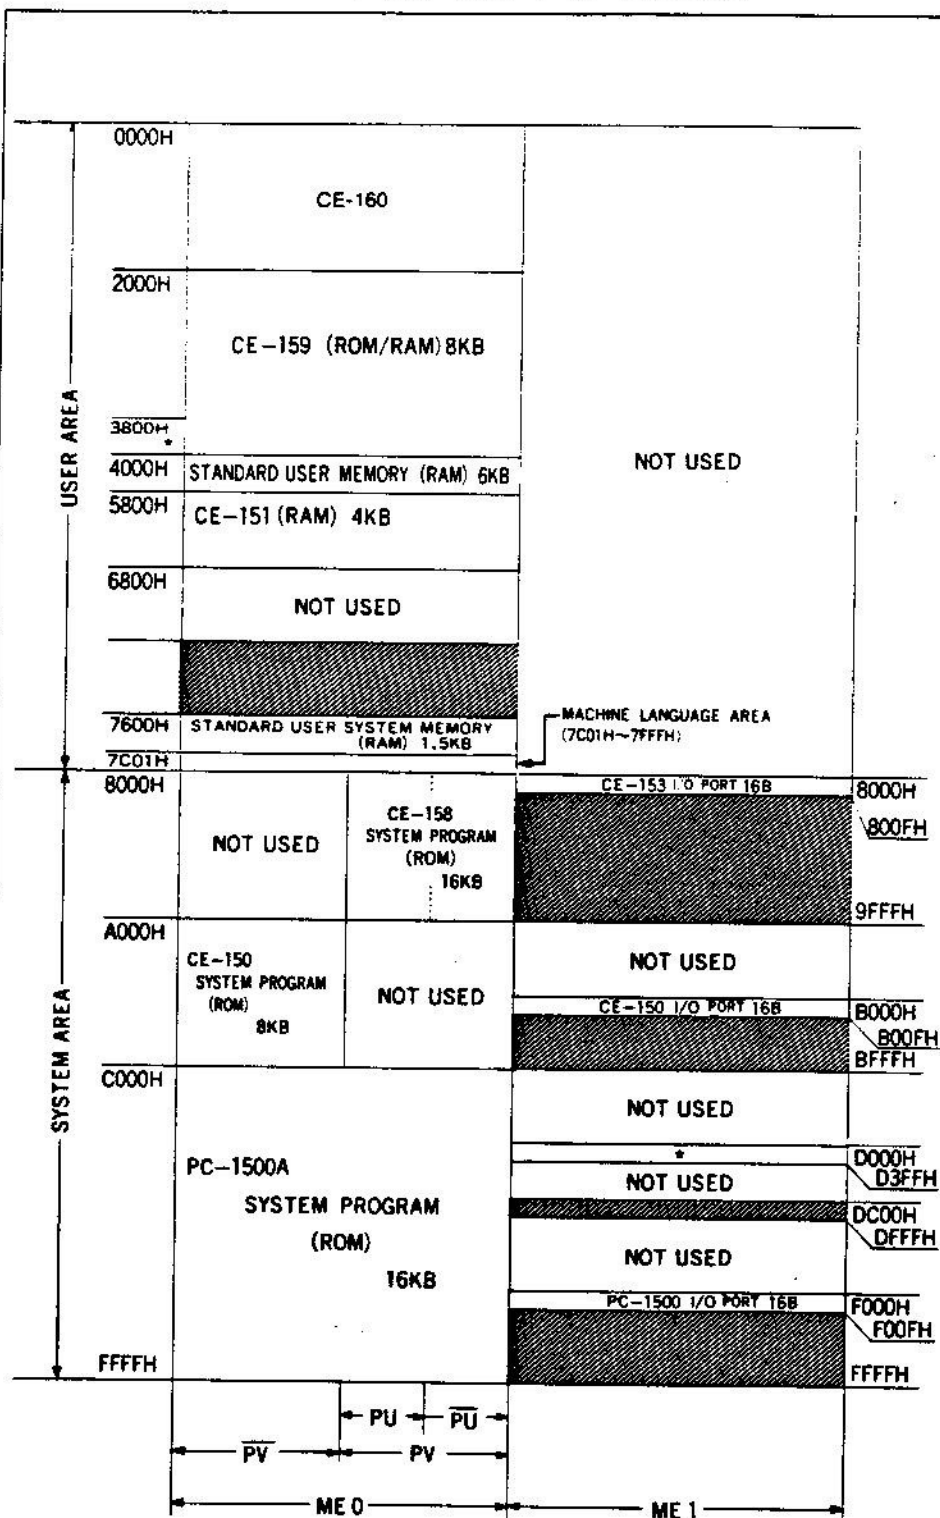 0000H
CE-160
2000H
CE-159 (ROM/RAM) 8KB
3800H
*
4000H
STANDARD USER MEMORY (RAM) 6KB
5800H
CE-151 (RAM) 4KB
6800H
NOT USED
7600H
STANDARD USER SYSTEM MEMORY
(RAM) 1.5KB
7C01H
USER AREA
NOT USED
MACHINE LANGUAGE AREA
(7C01H~7FFFH)
8000H
NOT USED
CE-158
SYSTEM PROGRAM
(ROM)
16KB
CE-153 I/O PORT 16B
8000H
800FH
9FFFH
A000H
CE-150
SYSTEM PROGRAM
(ROM)
8KB
NOT USED
NOT USED
CE-150 I/O PORT 16B
B000H
B00FH
BFFFH
SYSTEM AREA
C000H
PC-1500A
SYSTEM PROGRAM
(ROM)
16KB
NOT USED
*
D000H
D3FFH
NOT USED
DC00H
DFFFH
NOT USED
PC-1500 I/O PORT 16B
F000H
F00FH
FFFFH
FFFFH
PU
P̅U̅
P̅V̅
PV
ME 0
ME 1